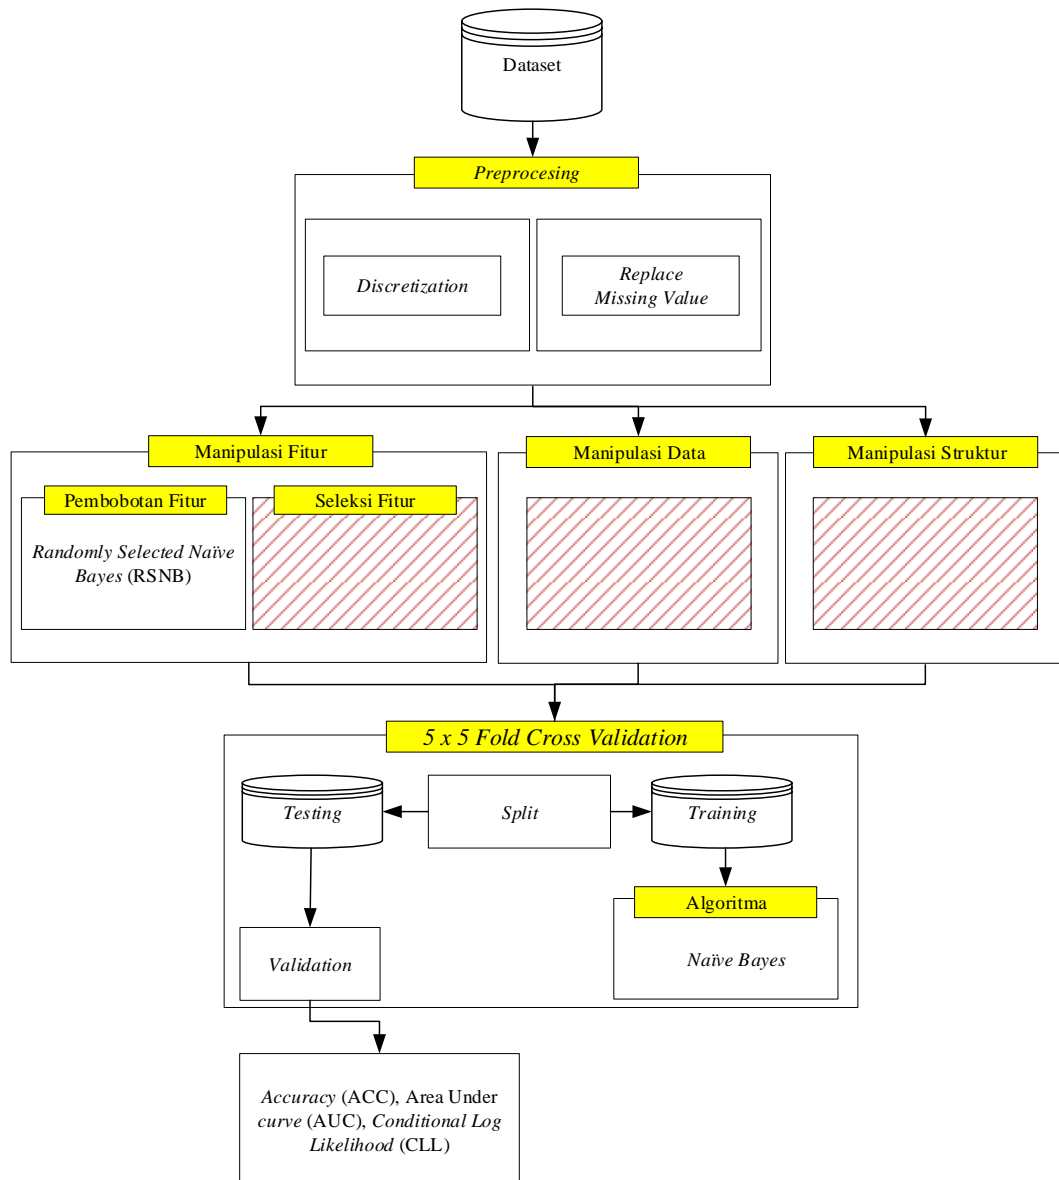 Dataset
Preprocesing
Discretization
Replace
Missing Value
Manipulasi Fitur
Manipulasi Data
Manipulasi Struktur
Pembobotan Fitur
Seleksi Fitur
Randomly Selected Naïve
Bayes (RSNB)
5 x 5 Fold Cross Validation
Testing
Split
Training
Algoritma
Validation
Naïve Bayes
Accuracy (ACC), Area Under
curve (AUC), Conditional Log
Likelihood (CLL)